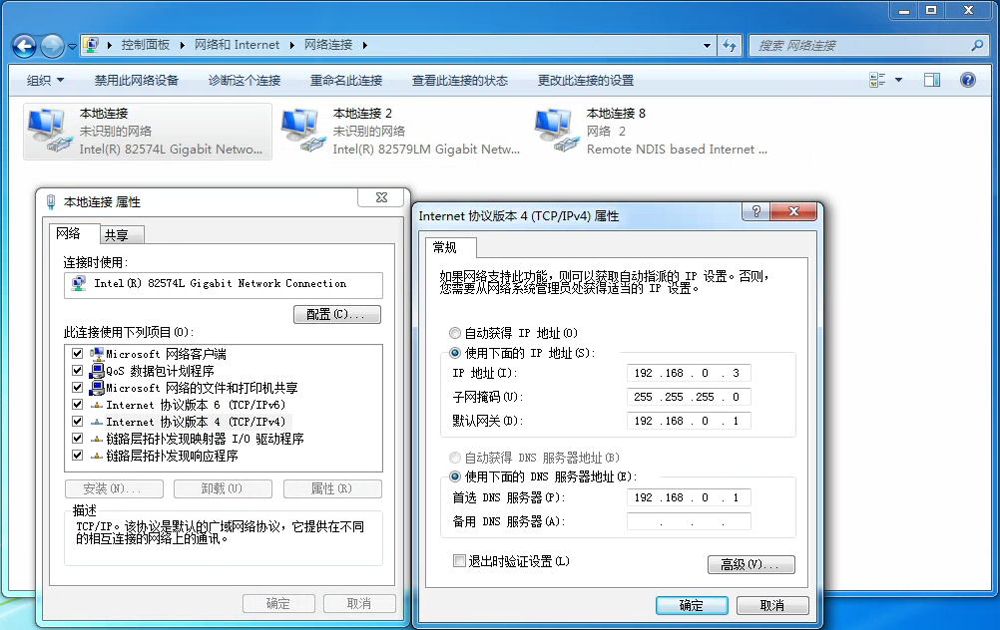 控制面板 ▸ 网络和 Internet ▸ 网络连接 ▸
搜索 网络连接
组织 禁用此网络设备 诊断这个连接 重命名此连接 查看此连接的状态 更改此连接的设置
本地连接
未识别的网络
Intel(R) 82574L Gigabit Netwo...
本地连接 2
未识别的网络
Intel(R) 82579LM Gigabit Netw...
本地连接 8
网络 2
Remote NDIS based Internet ...
本地连接 属性
网络 共享
连接时使用:
Intel(R) 82574L Gigabit Network Connection
配置(C)...
此连接使用下列项目(O):
Microsoft 网络客户端
QoS 数据包计划程序
Microsoft 网络的文件和打印机共享
Internet 协议版本 6 (TCP/IPv6)
Internet 协议版本 4 (TCP/IPv4)
链路层拓扑发现映射器 I/O 驱动程序
链路层拓扑发现响应程序
安装(N)... 卸载(U) 属性(R)
描述
TCP/IP。该协议是默认的广域网络协议，它提供在不同
的相互连接的网络上的通讯。
确定 取消
Internet 协议版本 4 (TCP/IPv4) 属性
常规
如果网络支持此功能，则可以获取自动指派的 IP 设置。否则，
您需要从网络系统管理员处获得适当的 IP 设置。
自动获得 IP 地址(O)
使用下面的 IP 地址(S):
IP 地址(I): 192 .168 . 0 . 3
子网掩码(U): 255 .255 .255 . 0
默认网关(D): 192 .168 . 0 . 1
自动获得 DNS 服务器地址(B)
使用下面的 DNS 服务器地址(E):
首选 DNS 服务器(P): 192 .168 . 0 . 1
备用 DNS 服务器(A): . . .
退出时验证设置(L)
高级(V)...
确定 取消